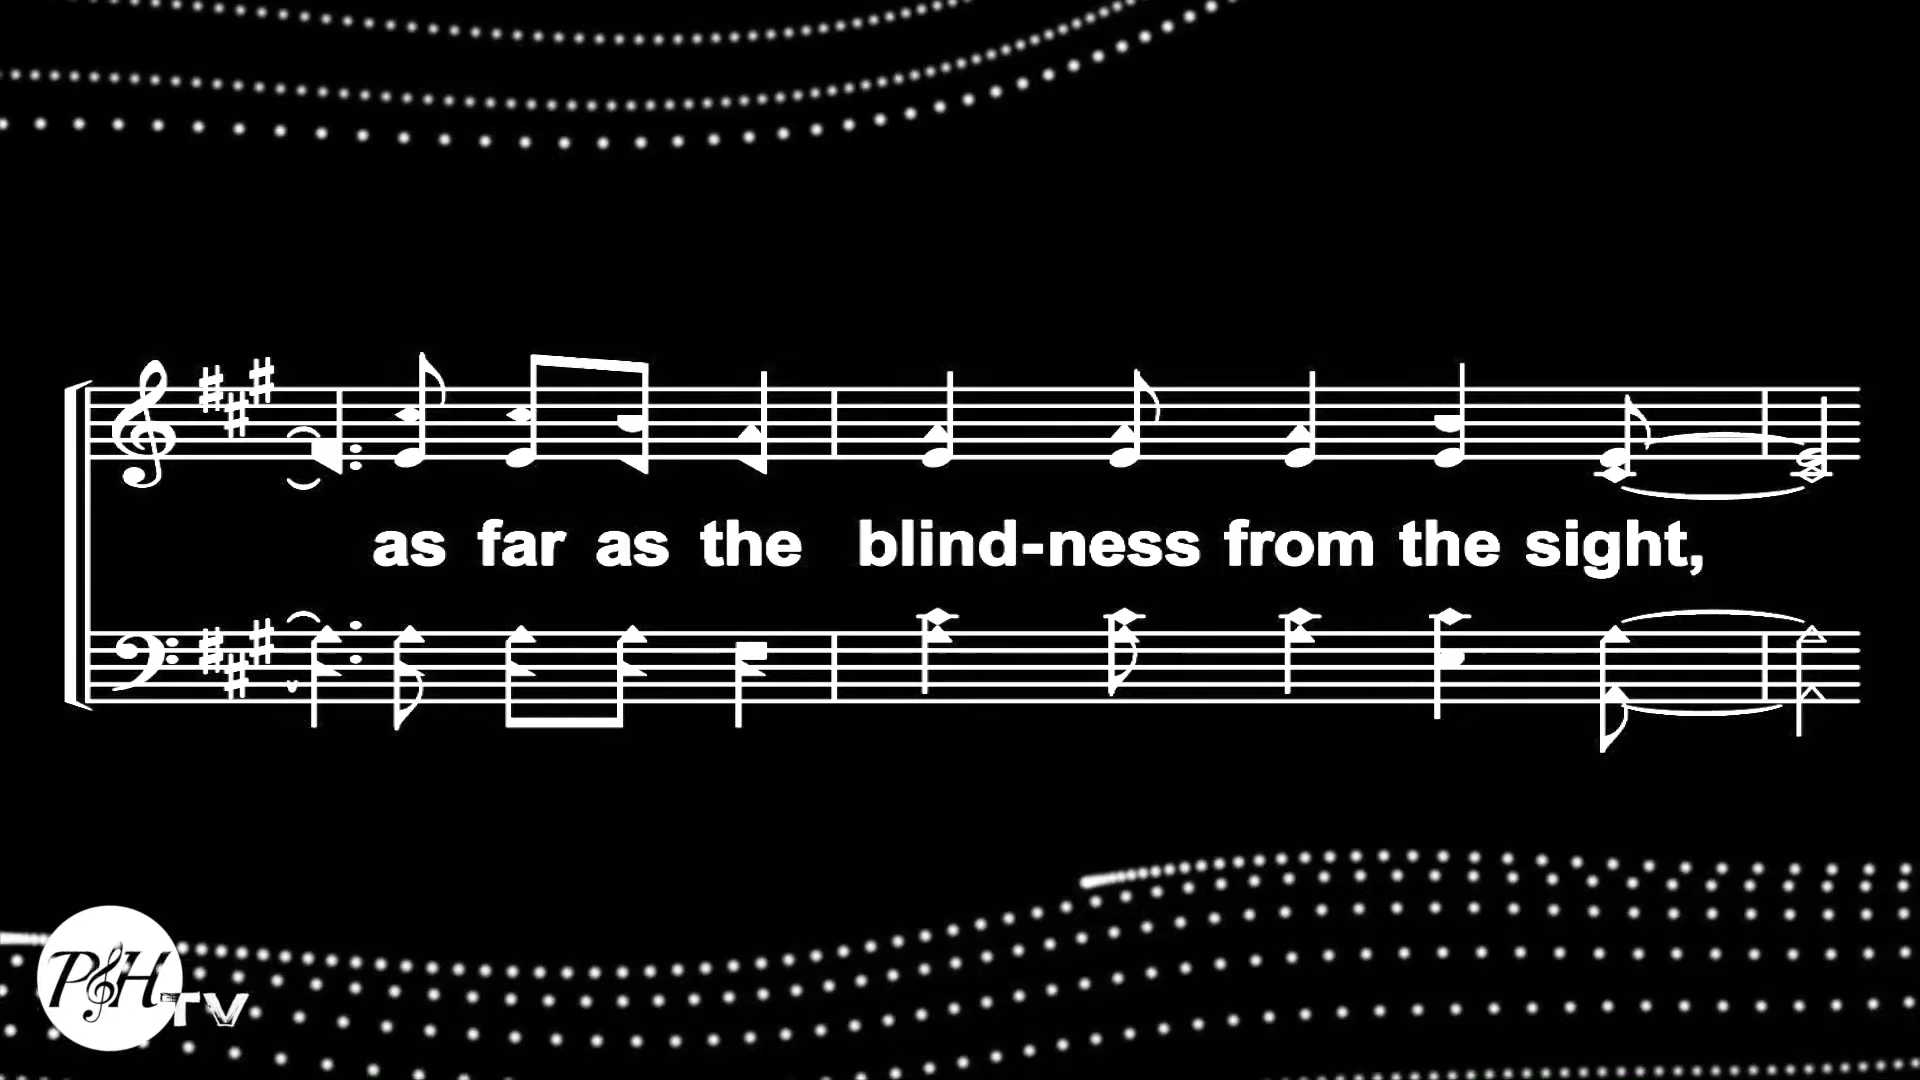 as far as the blind-ness from the sight,
P&H TV